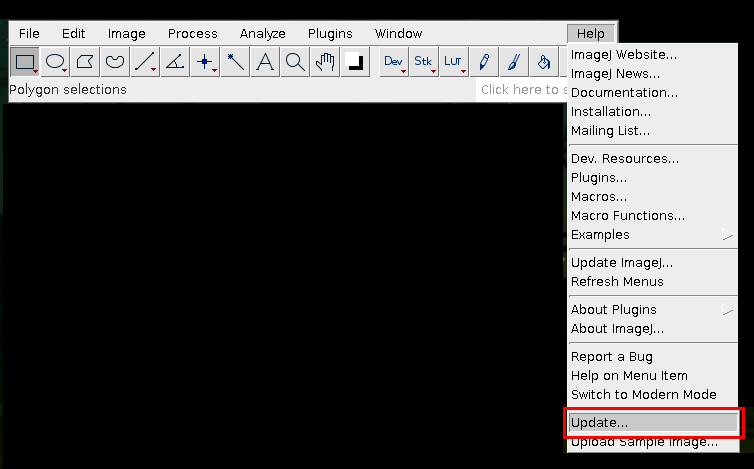 File Edit Image Process Analyze Plugins Window Help
A Dev Stk LUT
Polygon selections Click here to s
ImageJ Website...
ImageJ News...
Documentation...
Installation...
Mailing List...
Dev. Resources...
Plugins...
Macros...
Macro Functions...
Examples
Update ImageJ...
Refresh Menus
About Plugins
About ImageJ...
Report a Bug
Help on Menu Item
Switch to Modern Mode
Update...
Upload Sample Image...